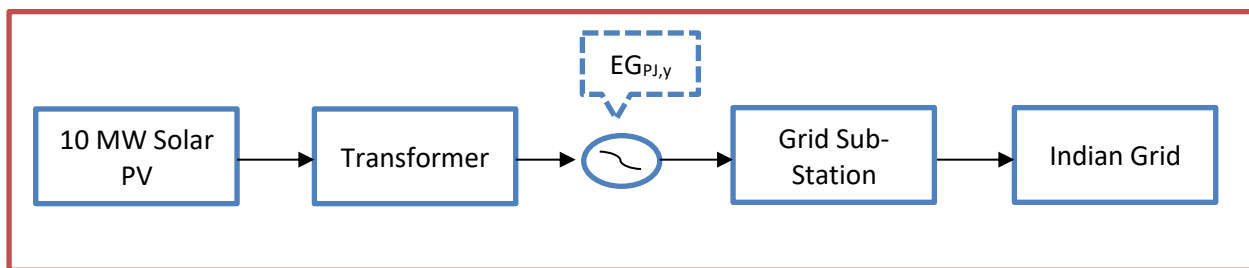 EGPJ,y
10 MW Solar
PV
Transformer
Grid Sub-
Station
Indian Grid